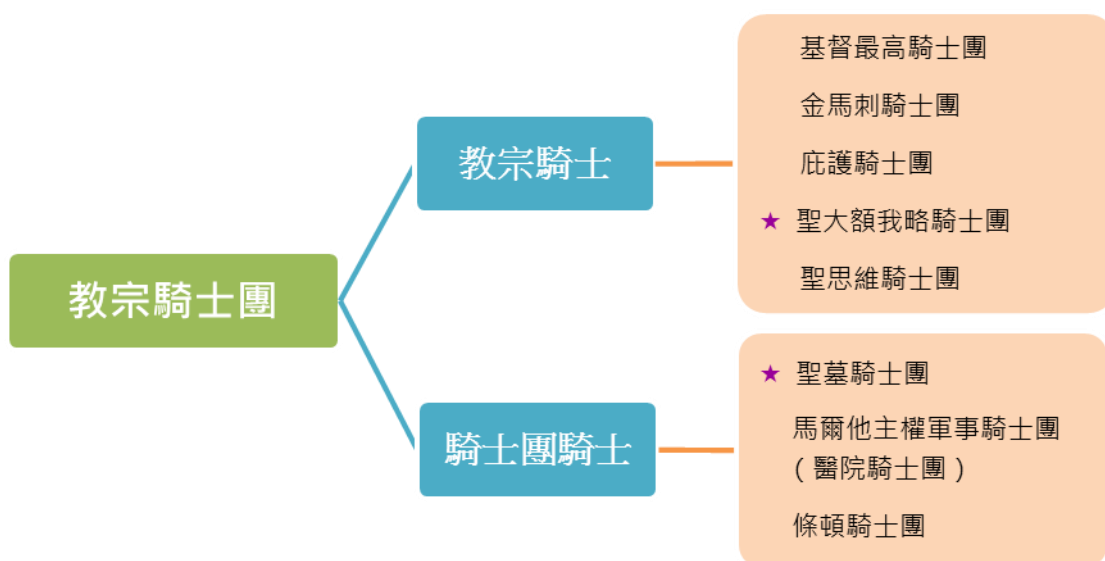 教宗騎士團
教宗騎士
基督最高騎士團
金馬刺騎士團
庇護騎士團
★ 聖大額我略騎士團
聖思維騎士團
騎士團騎士
★ 聖墓騎士團
馬爾他主權軍事騎士團
(醫院騎士團)
條頓騎士團